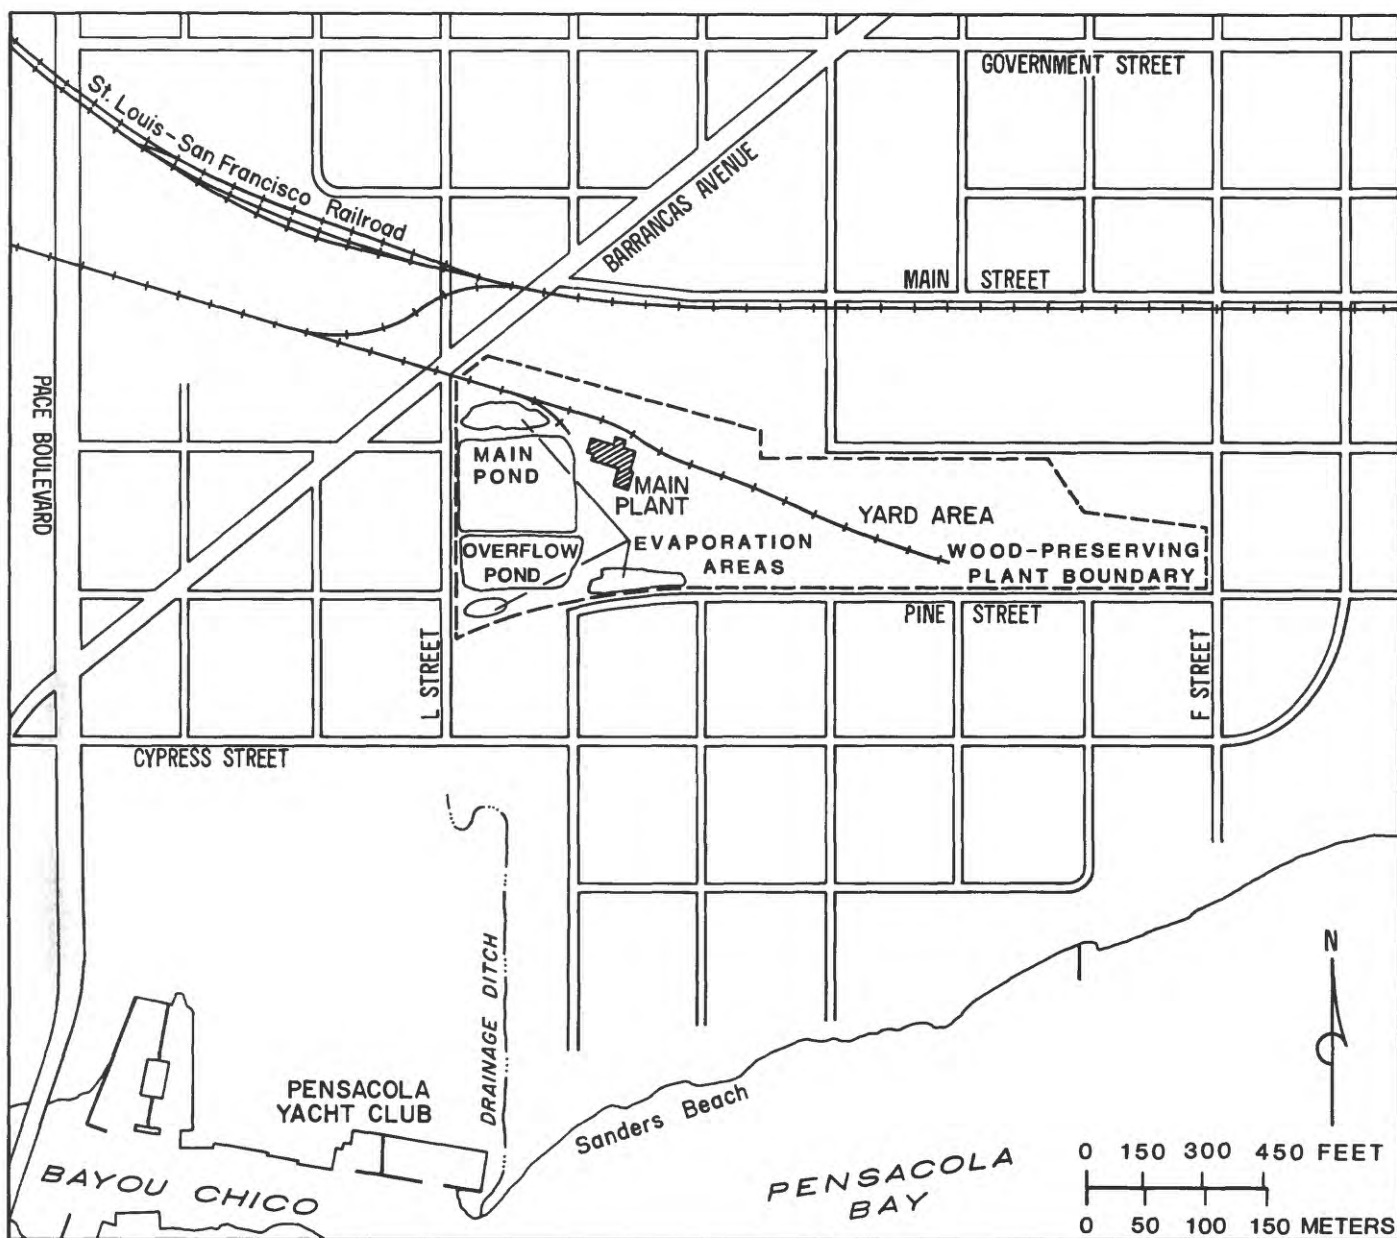 GOVERNMENT STREET
St. Louis-San Francisco Railroad
BARRANCAS AVENUE
MAIN STREET
PACE BOULEVARD
MAIN
POND
MAIN
PLANT
YARD AREA
OVERFLOW
POND
EVAPORATION
AREAS
WOOD-PRESERVING
PLANT BOUNDARY
PINE STREET
L STREET
F STREET
CYPRESS STREET
DRAINAGE DITCH
N
PENSACOLA
YACHT CLUB
Sanders Beach
BAYOU CHICO
PENSACOLA
BAY
0 150 300 450 FEET
0 50 100 150 METERS